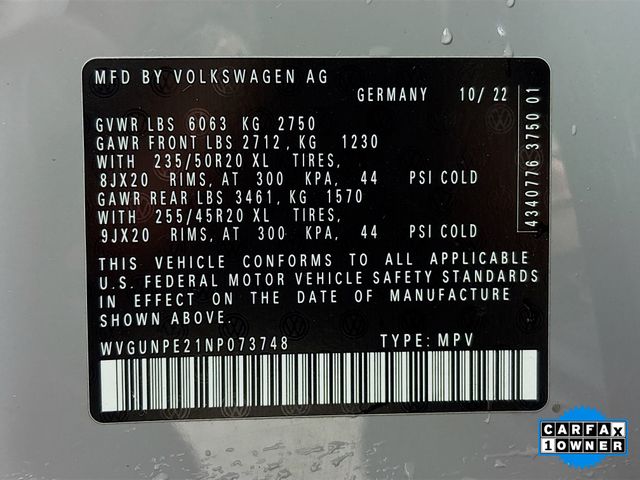 MFD BY VOLKSWAGEN AG
GERMANY 10/ 22
GVWR LBS 6063 KG 2750
GAWR FRONT LBS 2712, KG 1230
WITH 235/50R20 XL TIRES,
8JX20 RIMS, AT 300 KPA, 44 PSI COLD
GAWR REAR LBS 3461, KG 1570
WITH 255/45R20 XL TIRES,
9JX20 RIMS, AT 300 KPA, 44 PSI COLD
THIS VEHICLE CONFORMS TO ALL APPLICABLE
U.S. FEDERAL MOTOR VEHICLE SAFETY STANDARDS
IN EFFECT ON THE DATE OF MANUFACTURE
SHOWN ABOVE.
WVGUNPE21NP073748 TYPE: MPV
4340776 3750 01
CARFAX
1 OWNER